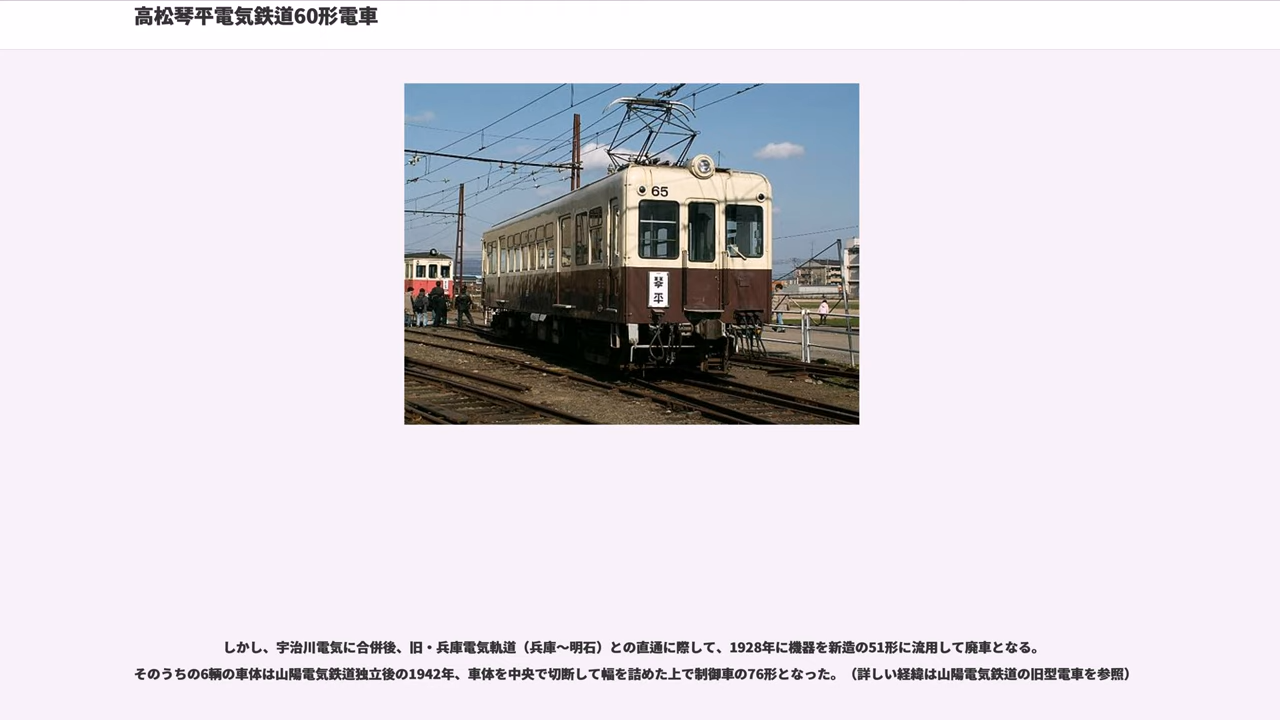 高松琴平電気鉄道60形電車
65
琴平
しかし、宇治川電気に合併後、旧・兵庫電気軌道（兵庫〜明石）との直通に際して、1928年に機器を新造の51形に流用して廃車となる。
そのうちの6輌の車体は山陽電気鉄道独立後の1942年、車体を中央で切断して幅を詰めた上で制御車の76形となった。（詳しい経緯は山陽電気鉄道の旧型電車を参照）